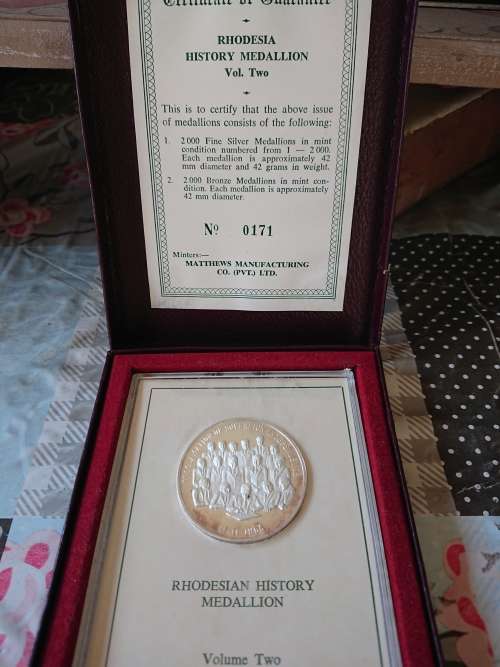 Certificate of Guarantee
RHODESIA
HISTORY MEDALLION
Vol. Two
This is to certify that the above issue
of medallions consists of the following:
1. 2 000 Fine Silver Medallions in mint
condition numbered from 1 — 2 000.
Each medallion is approximately 42
mm diameter and 42 grams in weight.
2. 2 000 Bronze Medallions in mint con-
dition. Each medallion is approximately
42 mm diameter.
Nº 0171
Minters:—
MATTHEWS MANUFACTURING
CO. (PVT.) LTD.
RHODESIAN HISTORY
MEDALLION
Volume Two